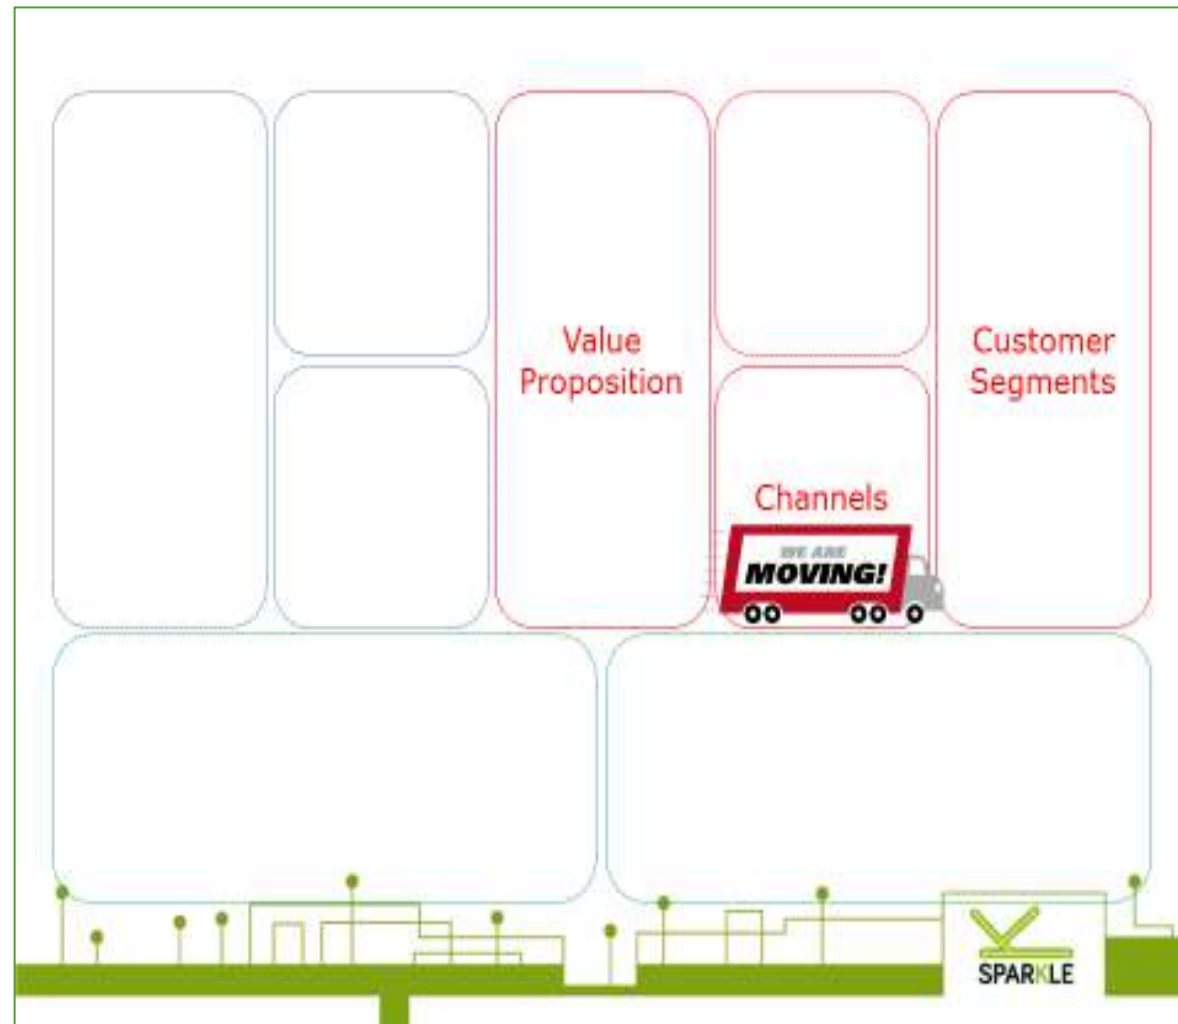 Value
Proposition
Customer
Segments
Channels
WE ARE
MOVING!
SPARKLE